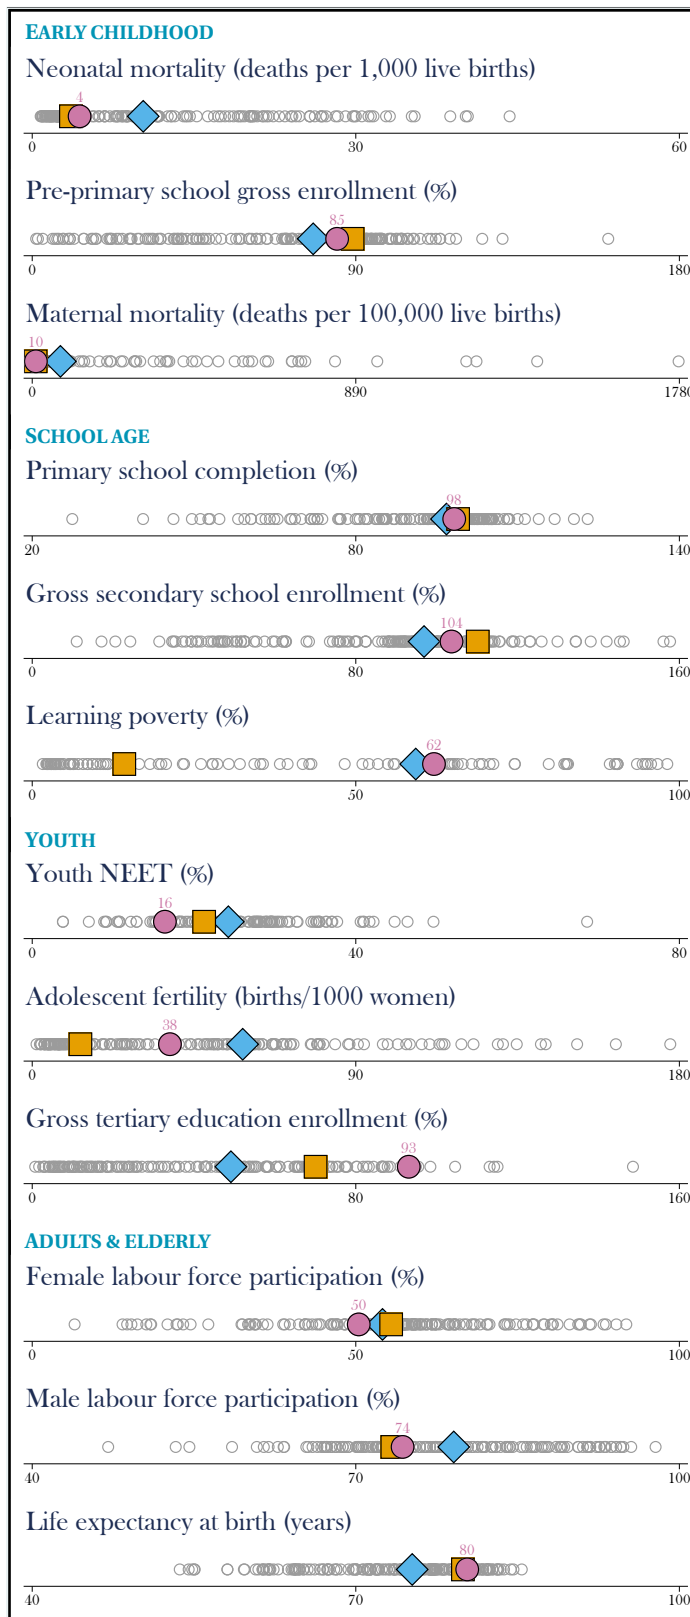 EARLY CHILDHOOD
Neonatal mortality (deaths per 1,000 live births)
4
0 30 60
Pre-primary school gross enrollment (%)
85
0 90 180
Maternal mortality (deaths per 100,000 live births)
10
0 890 1780
SCHOOL AGE
Primary school completion (%)
98
20 80 140
Gross secondary school enrollment (%)
104
0 80 160
Learning poverty (%)
62
0 50 100
YOUTH
Youth NEET (%)
16
0 40 80
Adolescent fertility (births/1000 women)
38
0 90 180
Gross tertiary education enrollment (%)
93
0 80 160
ADULTS & ELDERLY
Female labour force participation (%)
50
0 50 100
Male labour force participation (%)
74
40 70 100
Life expectancy at birth (years)
80
40 70 100